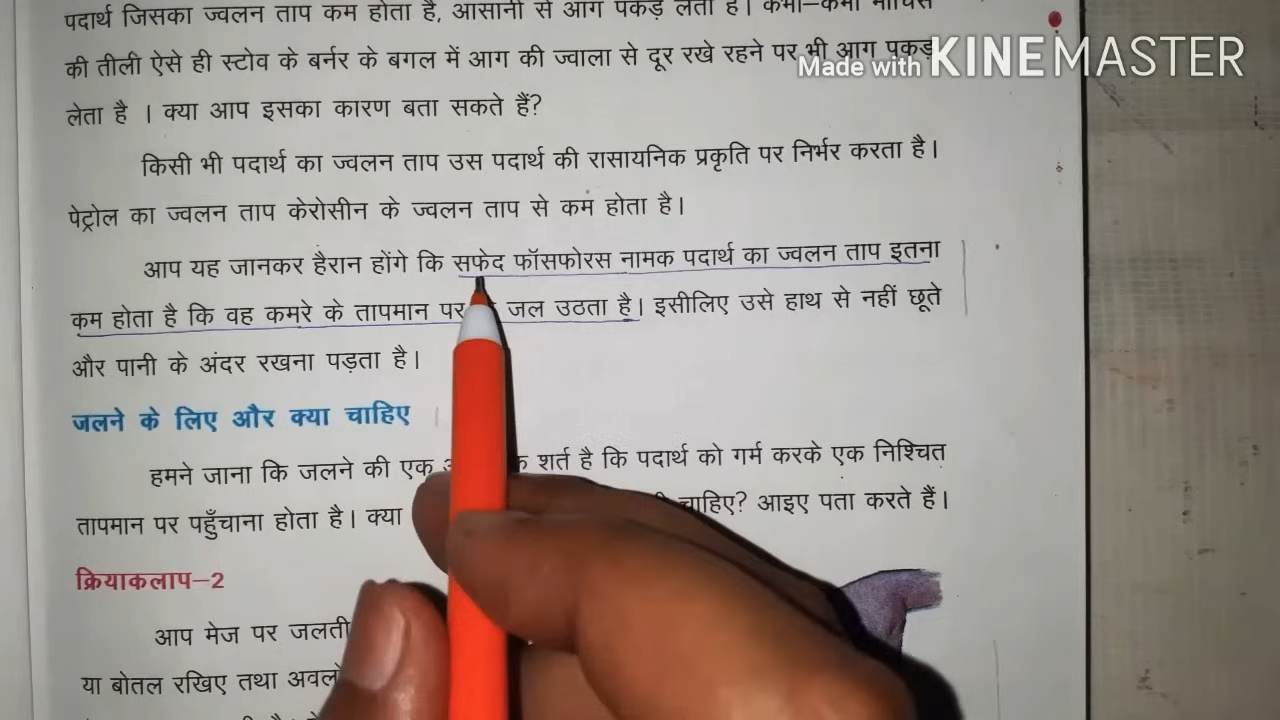 पदार्थ जिसका ज्वलन ताप कम होता है, आसानी से आग पकड़ लेता है। कभी–कभी माचिस
की तीली ऐसे ही स्टोव के बर्नर के बगल में आग की ज्वाला से दूर रखे रहने पर भी आग पकड़
Made with KINEMASTER
लेता है । क्या आप इसका कारण बता सकते हैं?
किसी भी पदार्थ का ज्वलन ताप उस पदार्थ की रासायनिक प्रकृति पर निर्भर करता है।
पेट्रोल का ज्वलन ताप केरोसीन के ज्वलन ताप से कम होता है।
आप यह जानकर हैरान होंगे कि सफेद फॉसफोरस नामक पदार्थ का ज्वलन ताप इतना
कम होता है कि वह कमरे के तापमान पर जल उठता है। इसीलिए उसे हाथ से नहीं छूते
और पानी के अंदर रखना पड़ता है।
जलने के लिए और क्या चाहिए
हमने जाना कि जलने की एक शर्त है कि पदार्थ को गर्म करके एक निश्चित
तापमान पर पहुँचाना होता है। क्या चाहिए? आइए पता करते हैं।
क्रियाकलाप–2
आप मेज पर जलती
या बोतल रखिए तथा